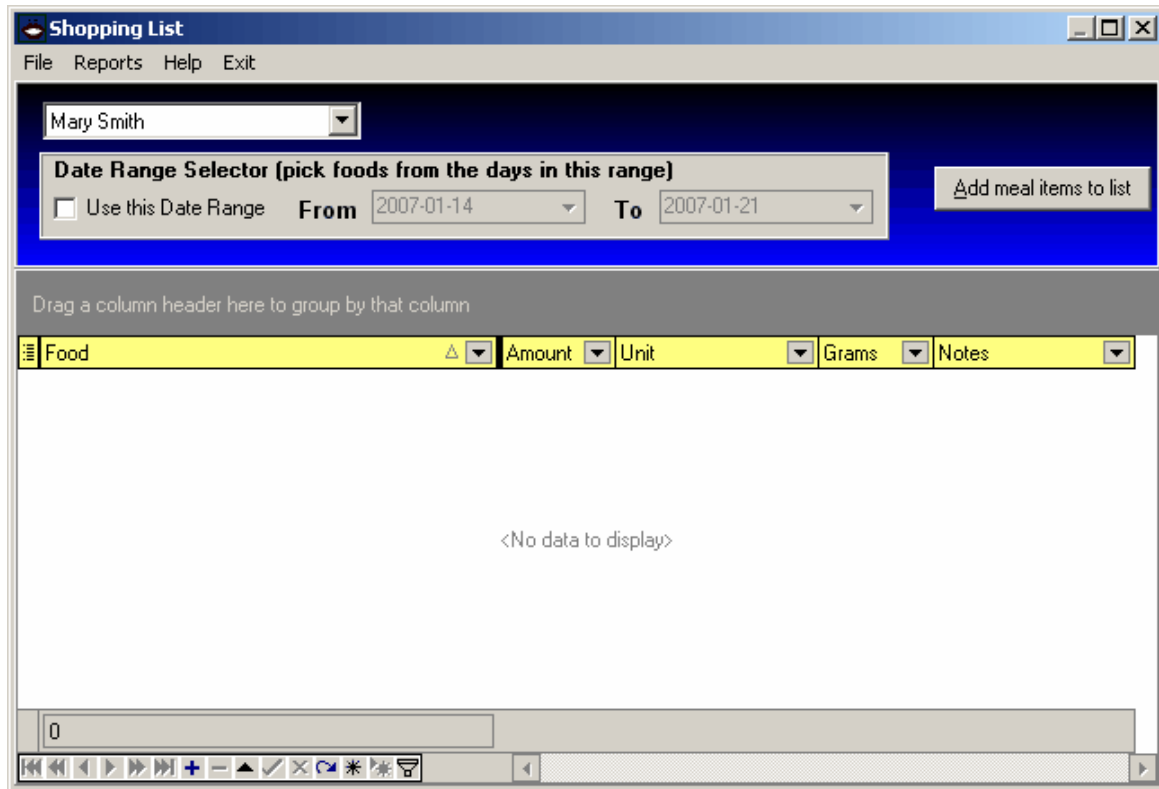 Shopping List
File Reports Help Exit
Mary Smith
Date Range Selector (pick foods from the days in this range)
Use this Date Range From 2007-01-14 To 2007-01-21
Add meal items to list
Drag a column header here to group by that column
Food Amount Unit Grams Notes
<No data to display>
0